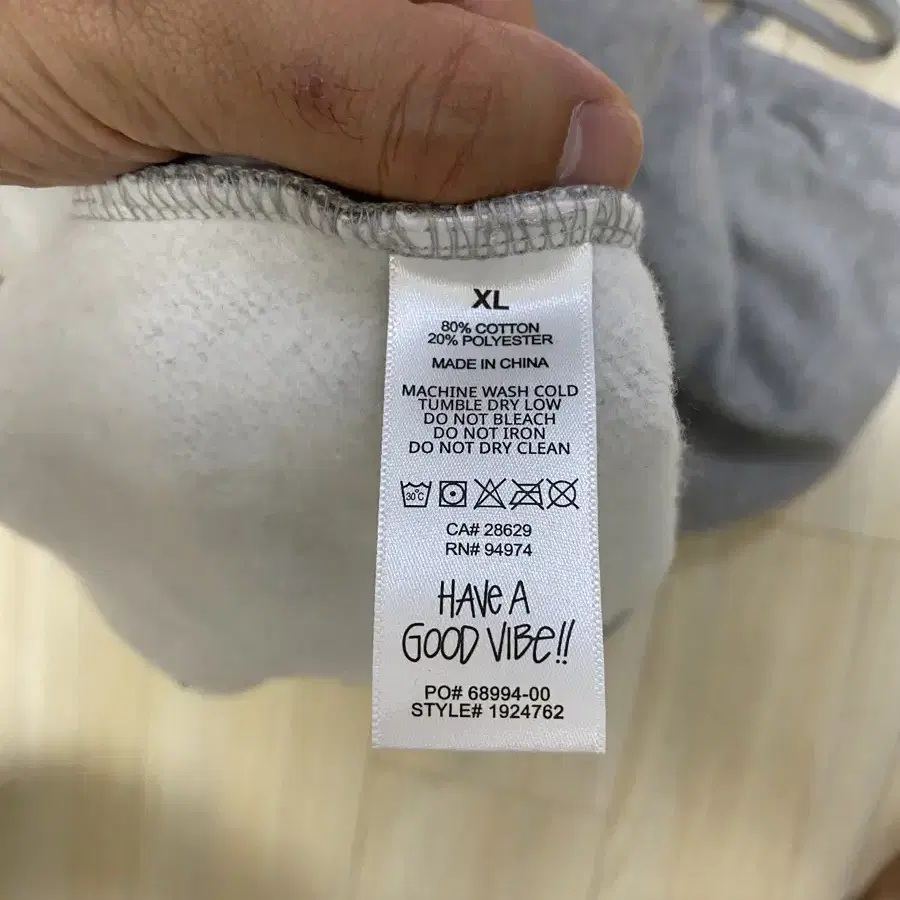 XL
80% COTTON
20% POLYESTER
MADE IN CHINA
MACHINE WASH COLD
TUMBLE DRY LOW
DO NOT BLEACH
DO NOT IRON
DO NOT DRY CLEAN
30°C
CA# 28629
RN# 94974
HAVE A
GOOD VIBe!!
PO# 68994-00
STYLE# 1924762